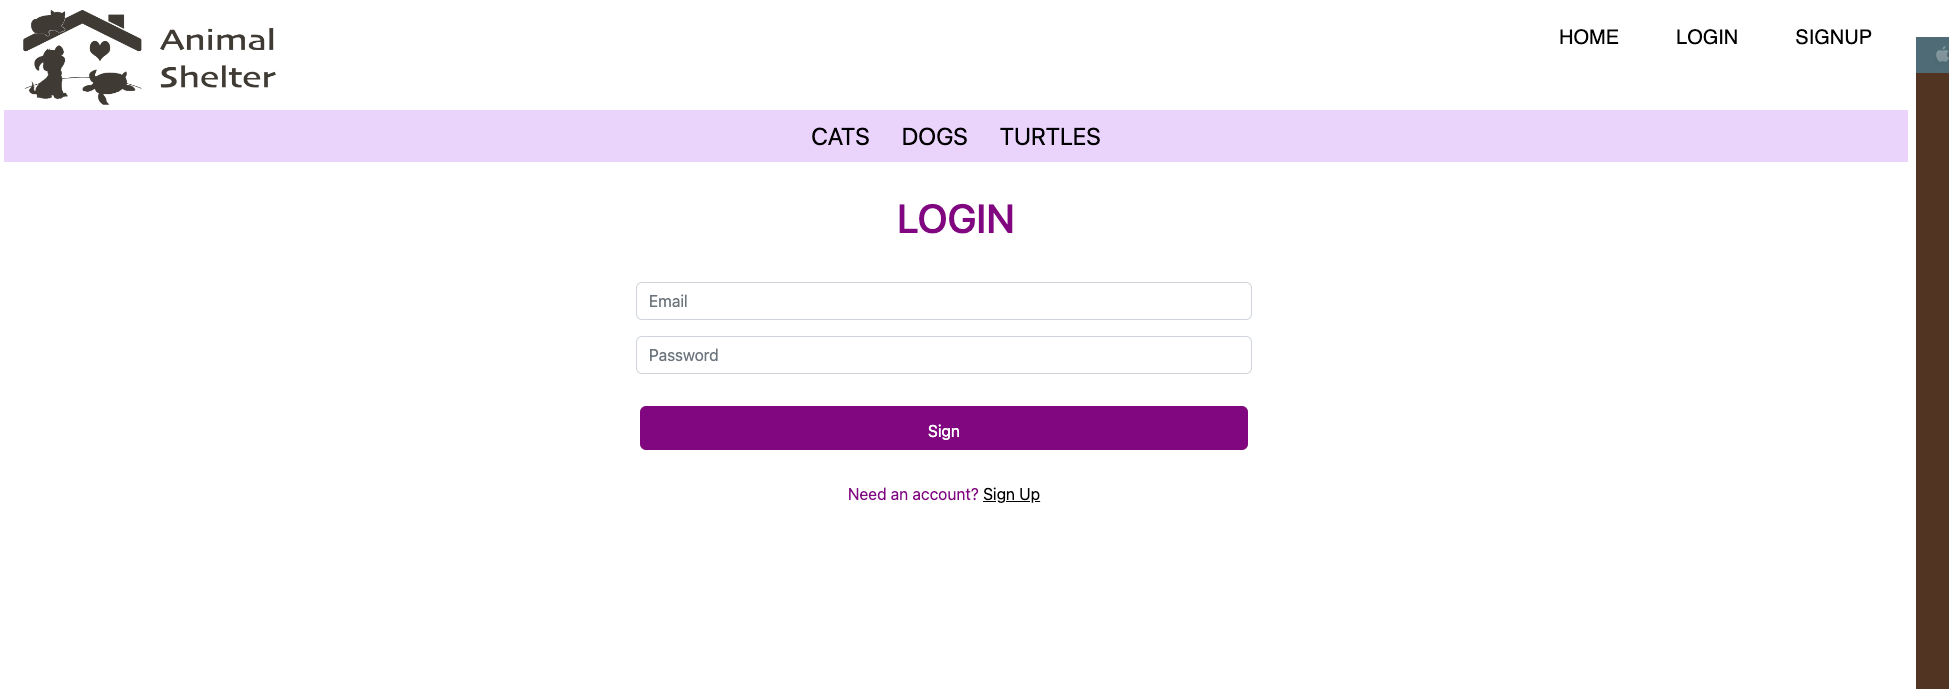 Animal
Shelter
HOME LOGIN SIGNUP
CATS DOGS TURTLES
LOGIN
Email
Password
Sign
Need an account? Sign Up